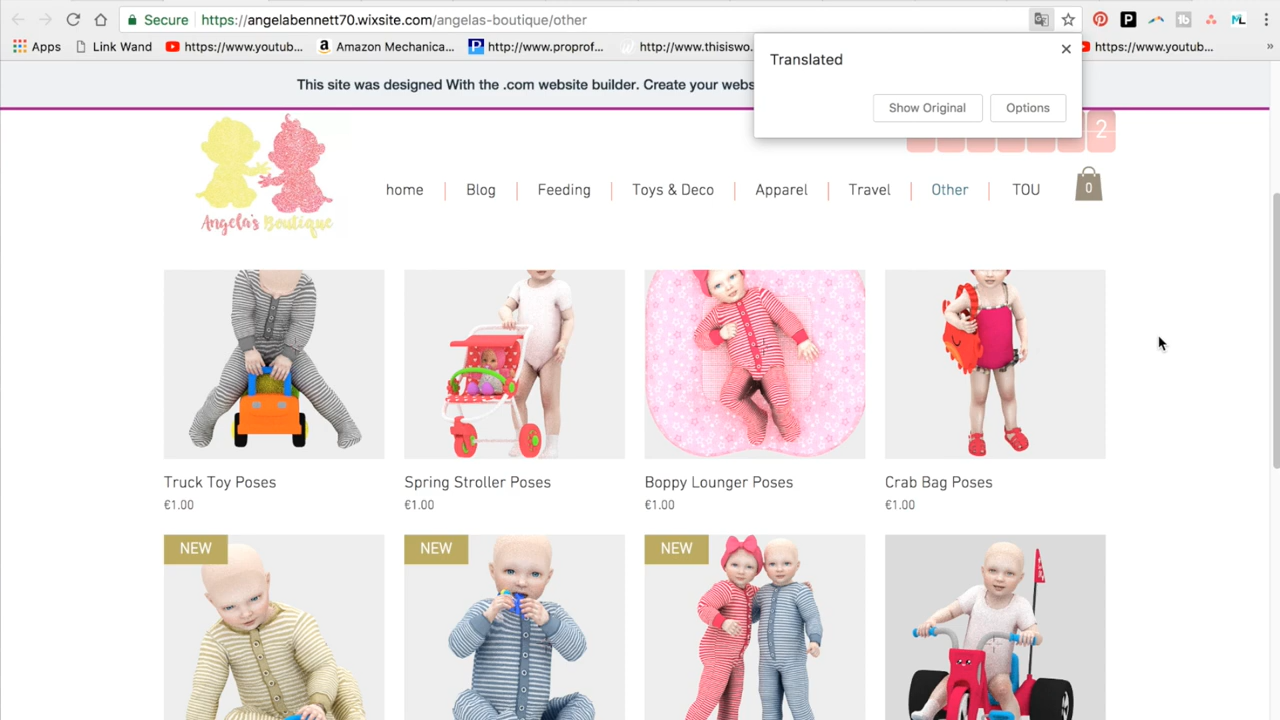 Secure https://angelabennett70.wixsite.com/angelas-boutique/other
Apps Link Wand https://www.youtub... Amazon Mechanica... http://www.proprof... http://www.thisiswo... https://www.youtub... »
Translated
Show Original Options
This site was designed With the .com website builder. Create your webs
2
home Blog Feeding Toys & Deco Apparel Travel Other TOU 0
Angela's Boutique
Truck Toy Poses Spring Stroller Poses Boppy Lounger Poses Crab Bag Poses
€1.00 €1.00 €1.00 €1.00
NEW NEW NEW